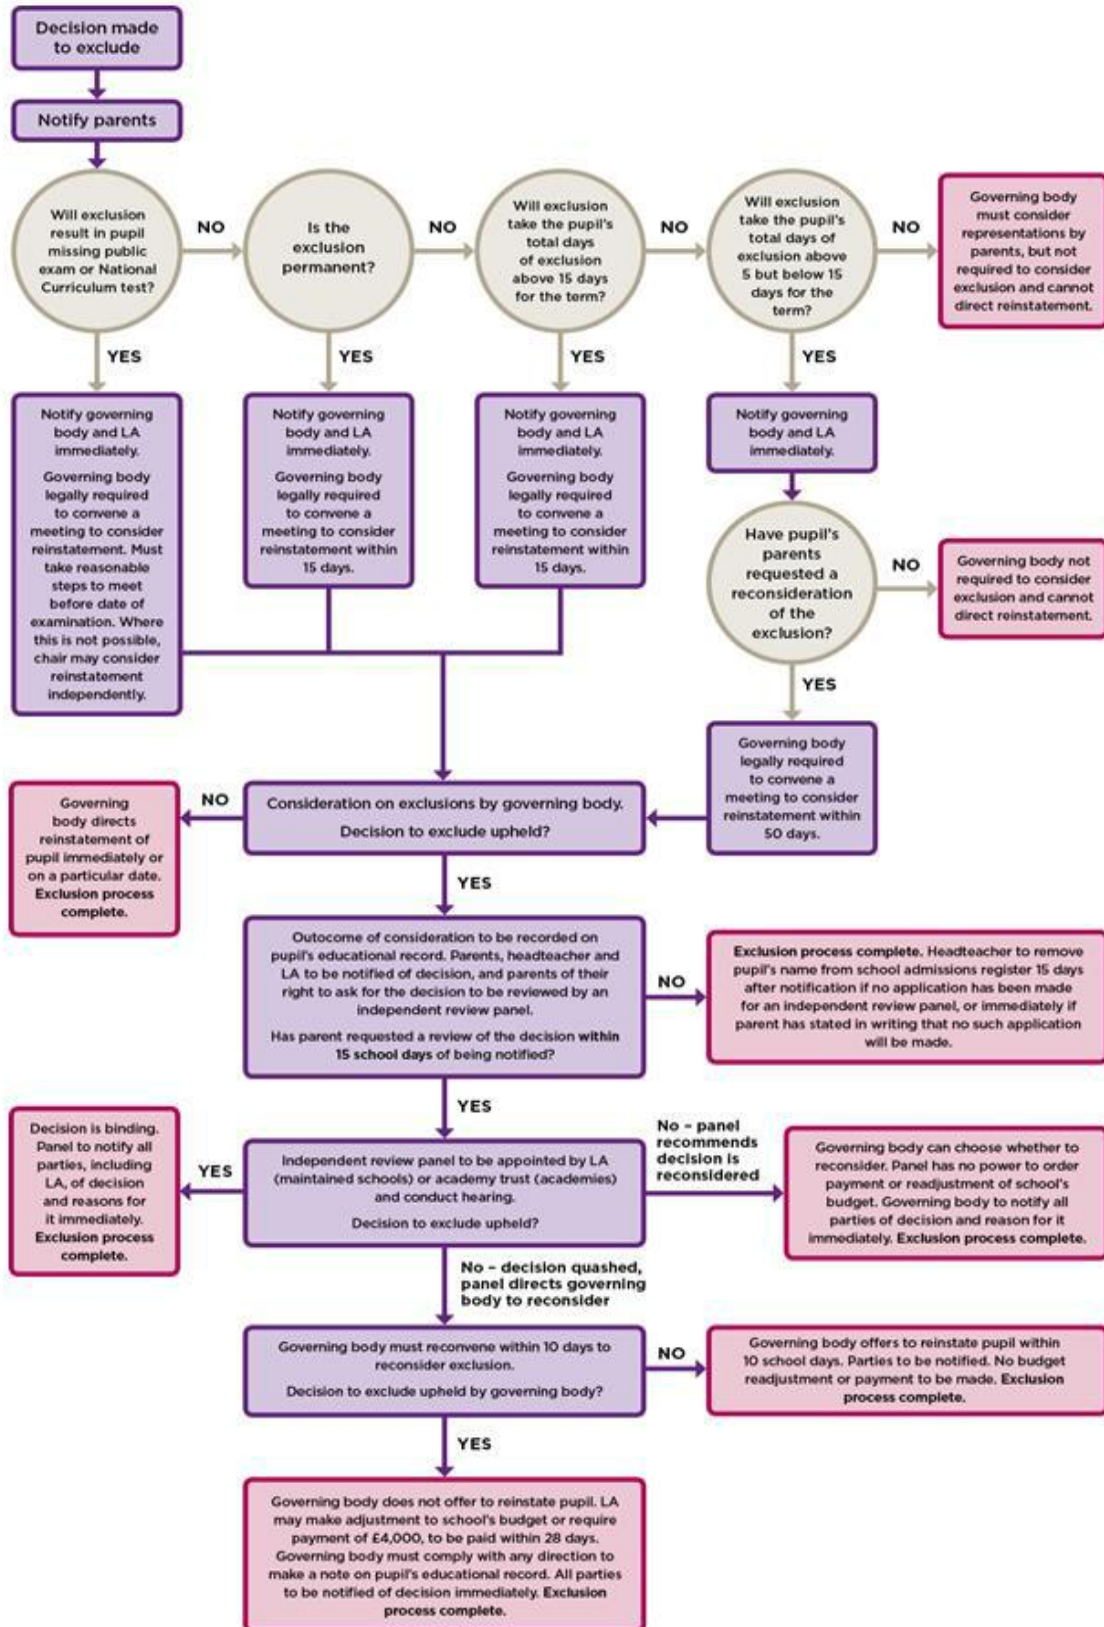 Decision made
to exclude
Notify parents
Will exclusion
result in pupil
missing public
exam or National
Curriculum test?
NO
Is the
exclusion
permanent?
NO
Will exclusion
take the pupil's
total days
of exclusion
above 15 days
for the term?
NO
Will exclusion
take the pupil's
total days of
exclusion above
5 but below 15
days for the
term?
NO
Governing body
must consider
representations by
parents, but not
required to consider
exclusion and cannot
direct reinstatement.
YES
YES
YES
YES
Notify governing
body and LA
immediately.
Governing body
legally required
to convene a
meeting to consider
reinstatement. Must
take reasonable
steps to meet
before date of
examination. Where
this is not possible,
chair may consider
reinstatement
independently.
Notify governing
body and LA
immediately.
Governing body
legally required
to convene a
meeting to consider
reinstatement within
15 days.
Notify governing
body and LA
immediately.
Governing body
legally required
to convene a
meeting to consider
reinstatement within
15 days.
Notify governing
body and LA
immediately.
Have pupil's
parents
requested a
reconsideration
of the
exclusion?
NO
Governing body not
required to consider
exclusion and cannot
direct reinstatement.
YES
Governing body
legally required
to convene a
meeting to consider
reinstatement within
50 days.
Consideration on exclusions by governing body.
Decision to exclude upheld?
NO
Governing
body directs
reinstatement of
pupil immediately or
on a particular date.
Exclusion process
complete.
YES
Outocome of consideration to be recorded on
pupil's educational record. Parents, headteacher and
LA to be notified of decision, and parents of their
right to ask for the decision to be reviewed by an
independent review panel.
Has parent requested a review of the decision within
15 school days of being notified?
NO
Exclusion process complete. Headteacher to remove
pupil's name from school admissions register 15 days
after notification if no application has been made
for an independent review panel, or immediately if
parent has stated in writing that no such application
will be made.
YES
Independent review panel to be appointed by LA
(maintained schools) or academy trust (academies)
and conduct hearing.
Decision to exclude upheld?
YES
Decision is binding.
Panel to notify all
parties, including
LA, of decision
and reasons for
it immediately.
Exclusion process
complete.
No – panel
recommends
decision is
reconsidered
Governing body can choose whether to
reconsider. Panel has no power to order
payment or readjustment of school's
budget. Governing body to notify all
parties of decision and reason for it
immediately. Exclusion process complete.
No – decision quashed,
panel directs governing
body to reconsider
Governing body must reconvene within 10 days to
reconsider exclusion.
Decision to exclude upheld by governing body?
NO
Governing body offers to reinstate pupil within
10 school days. Parties to be notified. No budget
readjustment or payment to be made. Exclusion
process complete.
YES
Governing body does not offer to reinstate pupil. LA
may make adjustment to school's budget or require
payment of £4,000, to be paid within 28 days.
Governing body must comply with any direction to
make a note on pupil's educational record. All parties
to be notified of decision immediately. Exclusion
process complete.